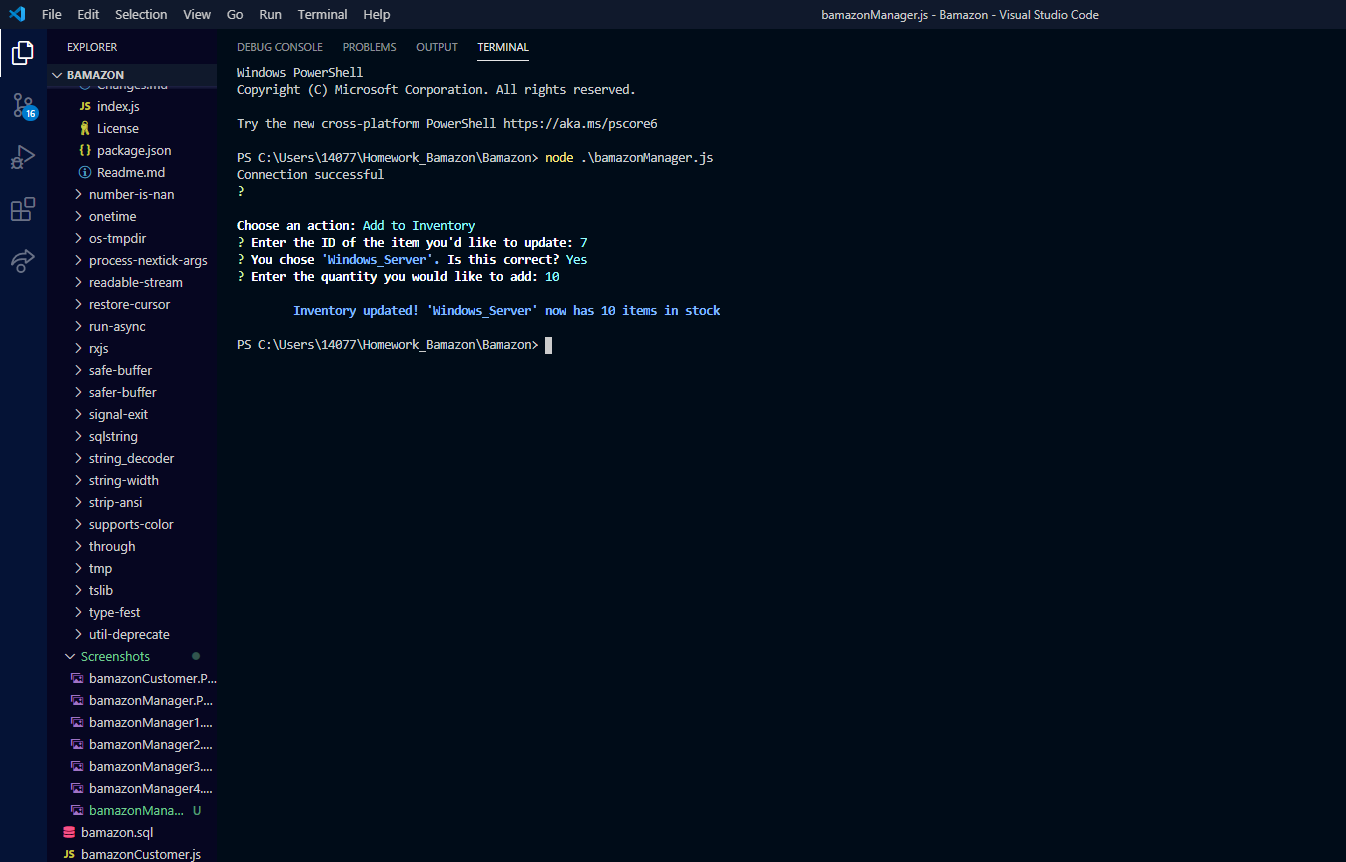 File Edit Selection View Go Run Terminal Help
bamazonManager.js - Bamazon - Visual Studio Code
16
EXPLORER
BAMAZON
Changes.md
JS index.js
License
{} package.json
Readme.md
number-is-nan
onetime
os-tmpdir
process-nextick-args
readable-stream
restore-cursor
run-async
rxjs
safe-buffer
safer-buffer
signal-exit
sqlstring
string_decoder
string-width
strip-ansi
supports-color
through
tmp
tslib
type-fest
util-deprecate
Screenshots
bamazonCustomer.P...
bamazonManager.P...
bamazonManager1....
bamazonManager2....
bamazonManager3....
bamazonManager4....
bamazonMana... U
bamazon.sql
JS bamazonCustomer.js
DEBUG CONSOLE PROBLEMS OUTPUT TERMINAL
Windows PowerShell
Copyright (C) Microsoft Corporation. All rights reserved.
Try the new cross-platform PowerShell https://aka.ms/pscore6
PS C:\Users\14077\Homework_Bamazon\Bamazon> node .\bamazonManager.js
Connection successful
?
Choose an action: Add to Inventory
? Enter the ID of the item you'd like to update: 7
? You chose 'Windows_Server'. Is this correct? Yes
? Enter the quantity you would like to add: 10
Inventory updated! 'Windows_Server' now has 10 items in stock
PS C:\Users\14077\Homework_Bamazon\Bamazon>